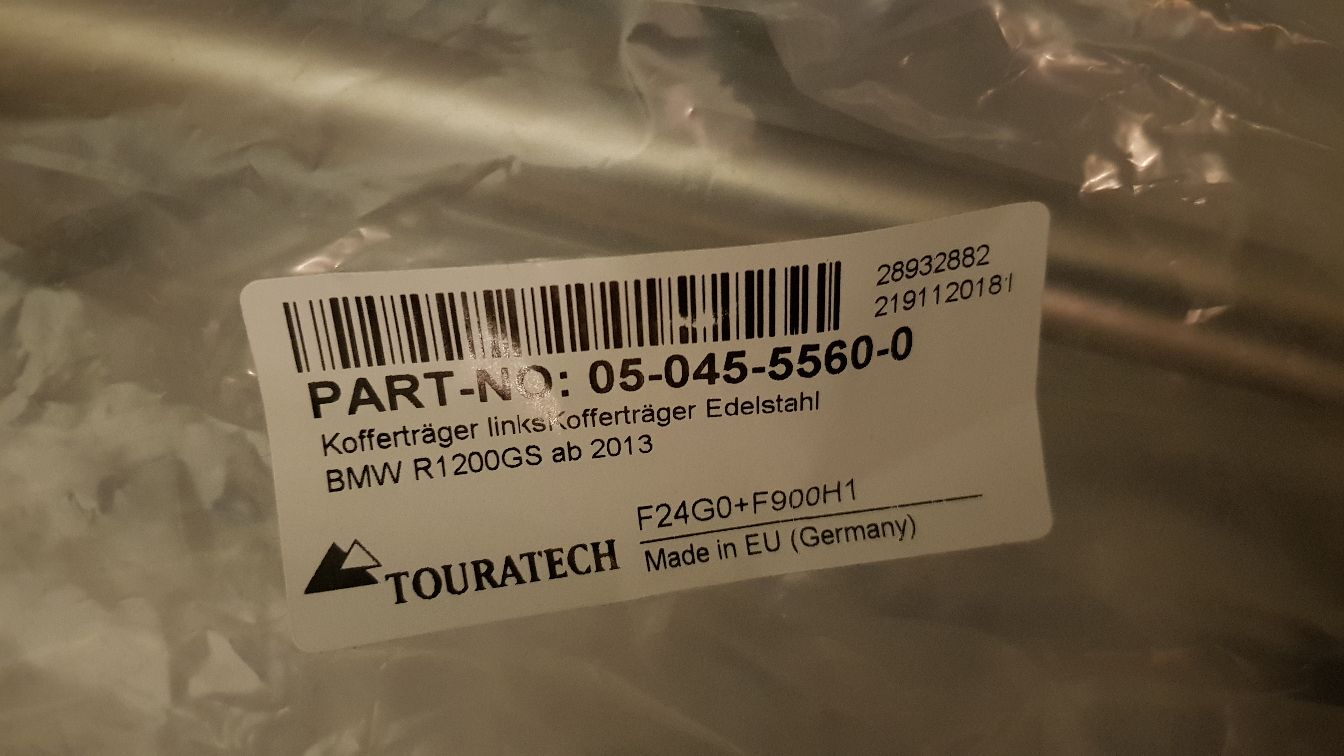 28932882
2191120181
PART-NO: 05-045-5560-0
Kofferträger linksKofferträger Edelstahl
BMW R1200GS ab 2013
F24G0+F900H1
Made in EU (Germany)
TOURATECH